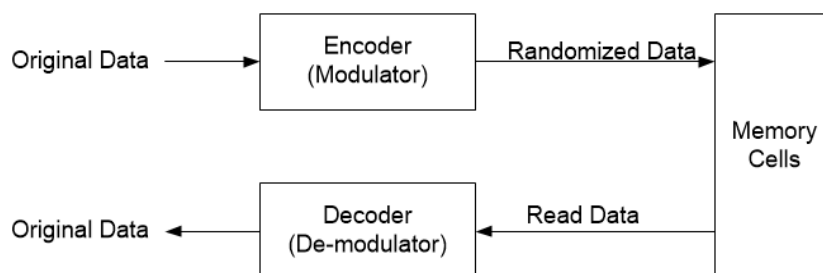 Original Data
Encoder
(Modulator)
Randomized Data
Memory
Cells
Original Data
Decoder
(De-modulator)
Read Data